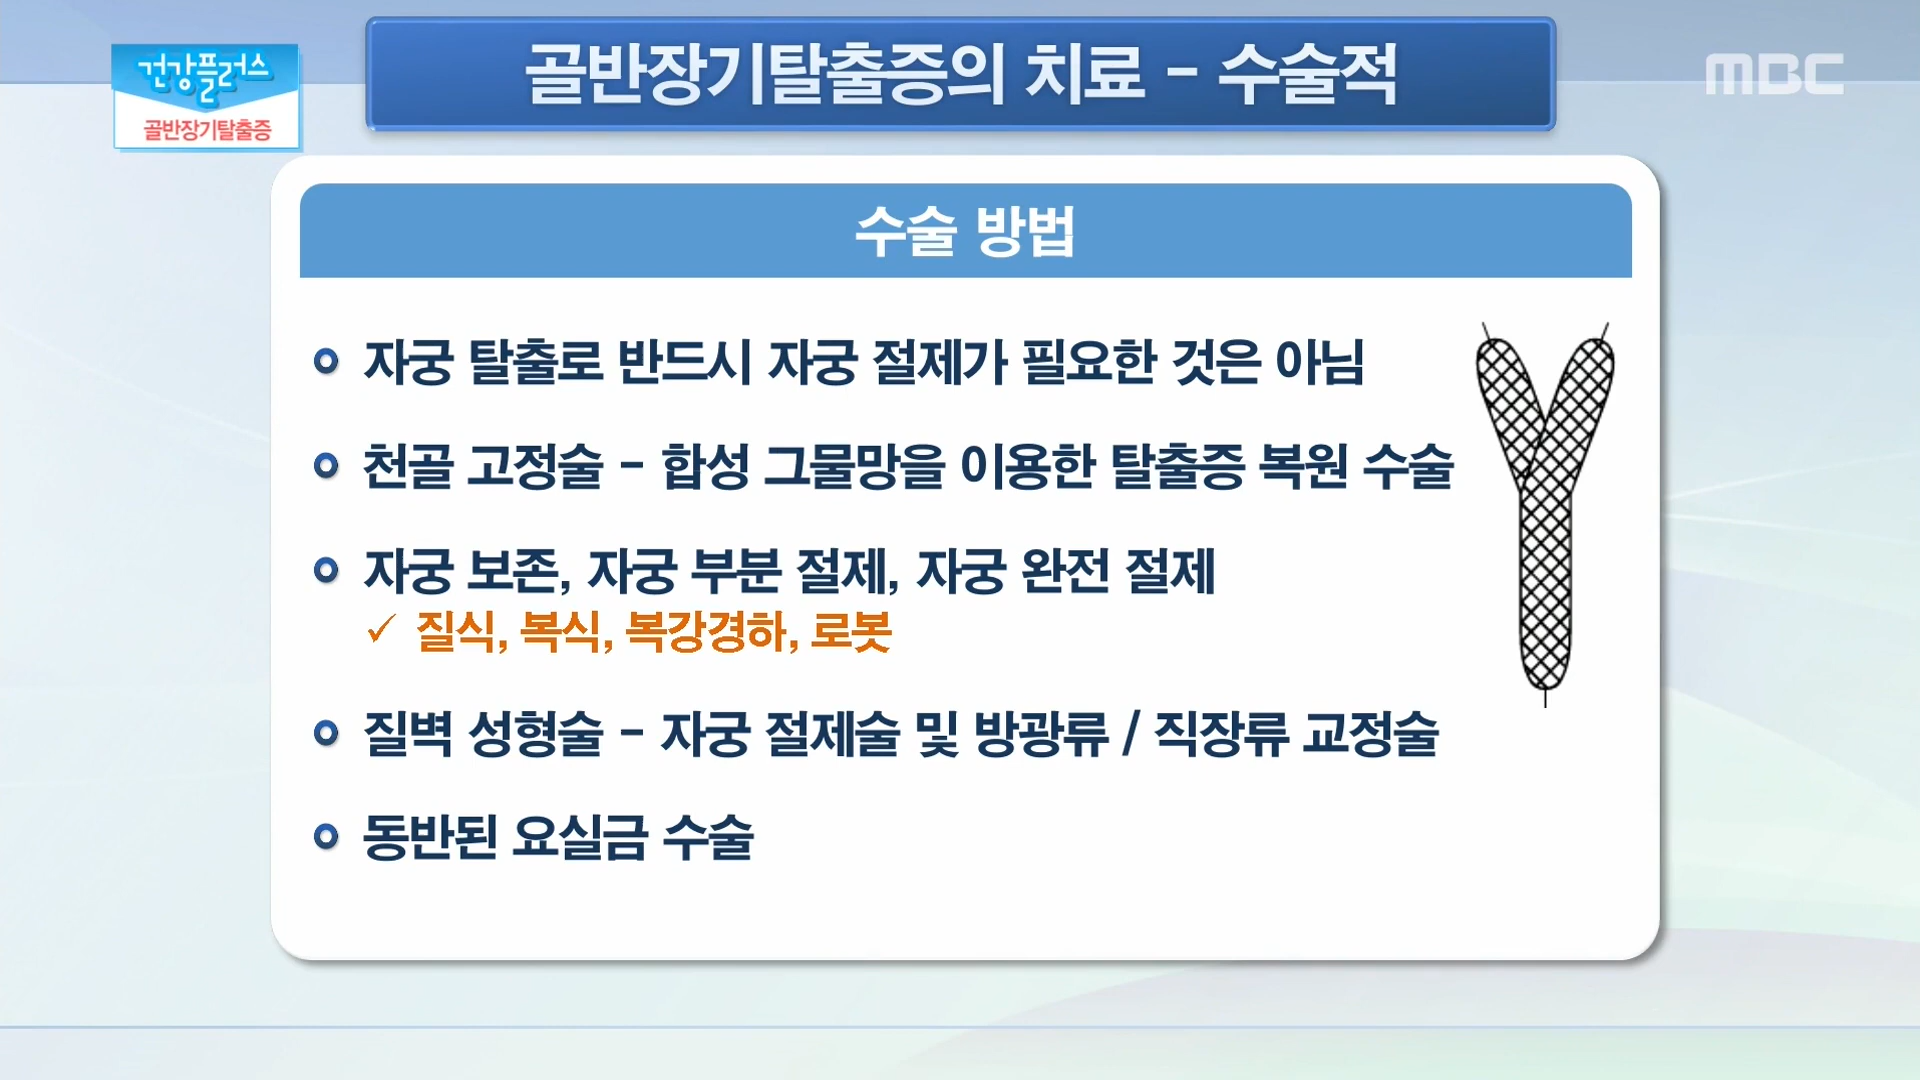 건강플러스
골반장기탈출증
골반장기탈출증의 치료 - 수술적
MBC
수술 방법
자궁 탈출로 반드시 자궁 절제가 필요한 것은 아님
천골 고정술 - 합성 그물망을 이용한 탈출증 복원 수술
자궁 보존, 자궁 부분 절제, 자궁 완전 절제
✓ 질식, 복식, 복강경하, 로봇
질벽 성형술 - 자궁 절제술 및 방광류 / 직장류 교정술
동반된 요실금 수술